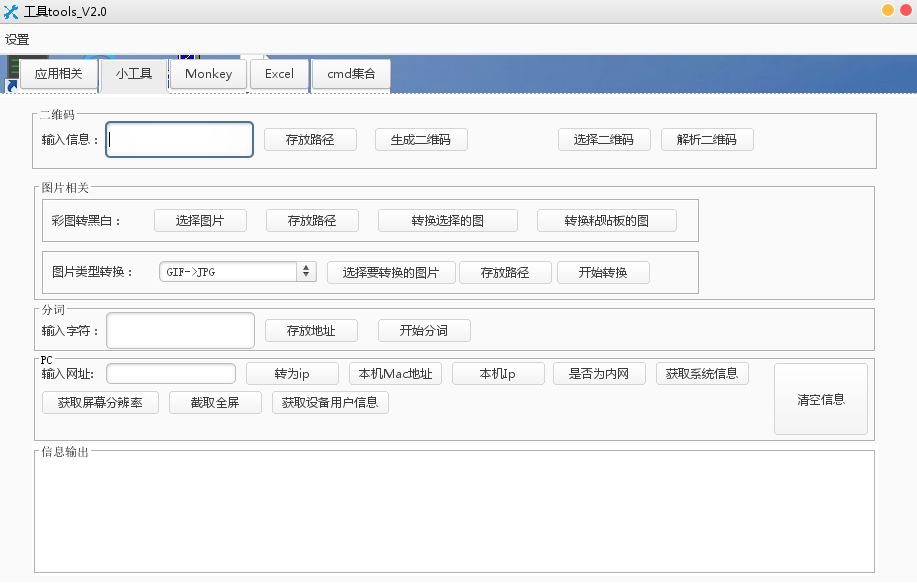 工具tools_V2.0
设置
应用相关 小工具 Monkey Excel cmd集合
二维码
输入信息： 存放路径 生成二维码 选择二维码 解析二维码
图片相关
彩图转黑白： 选择图片 存放路径 转换选择的图 转换粘贴板的图
图片类型转换： GIF->JPG 选择要转换的图片 存放路径 开始转换
分词
输入字符： 存放地址 开始分词
PC
输入网址: 转为ip 本机Mac地址 本机Ip 是否为内网 获取系统信息
获取屏幕分辨率 截取全屏 获取设备用户信息 清空信息
信息输出